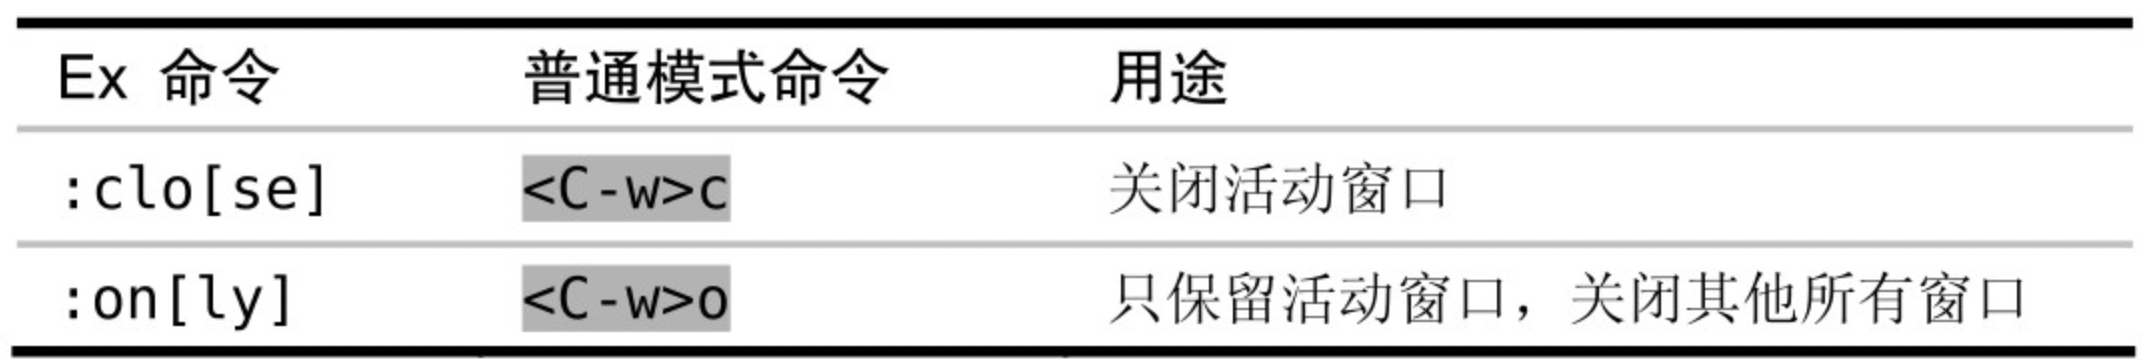 Ex 命令 普通模式命令 用途
:clo[se] <C-w>c 关闭活动窗口
:on[ly] <C-w>o 只保留活动窗口，关闭其他所有窗口